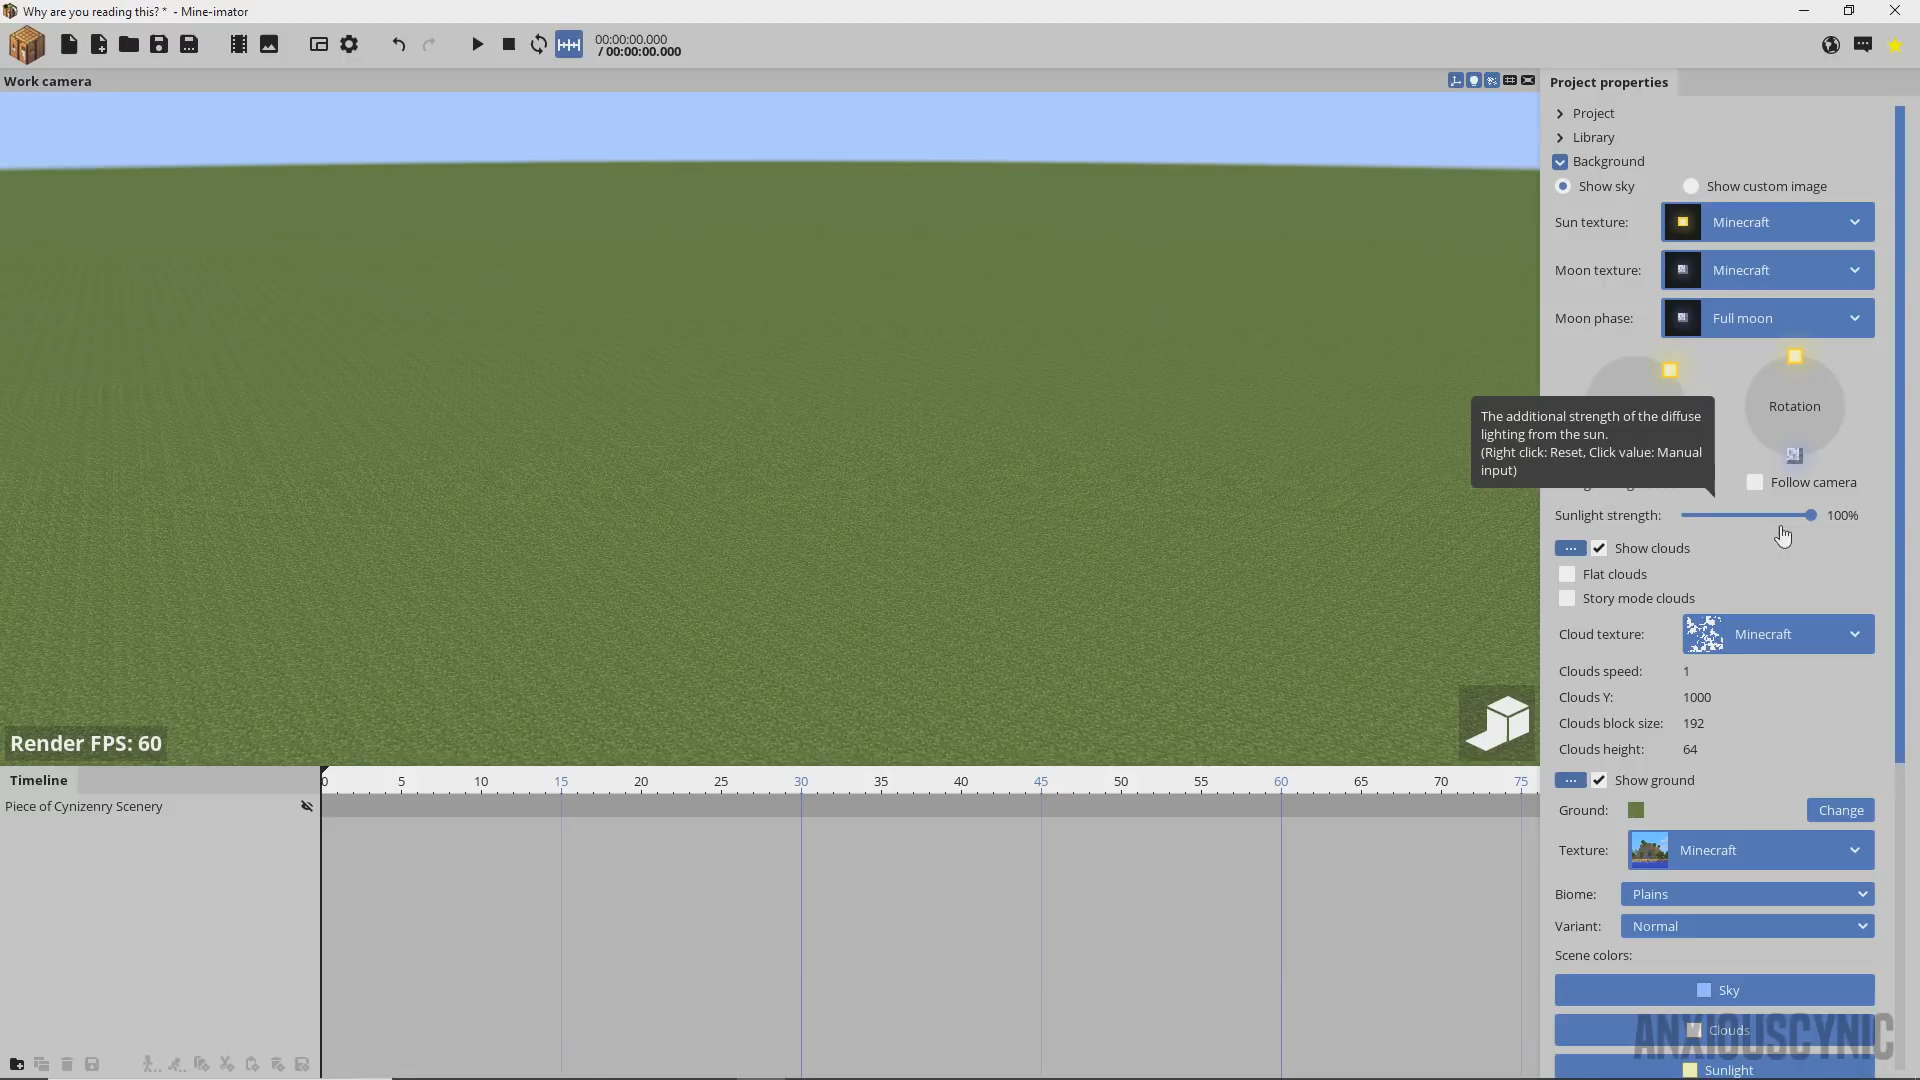 Why are you reading this? * - Mine-imator
00:00:00.000
/ 00:00:00.000
Work camera
Project properties
Project
Library
Background
Show sky
Show custom image
Sun texture:
Minecraft
Moon texture:
Minecraft
Moon phase:
Full moon
Rotation
The additional strength of the diffuse
lighting from the sun.
(Right click: Reset, Click value: Manual
input)
Follow camera
Sunlight strength:
100%
Show clouds
Flat clouds
Story mode clouds
Cloud texture:
Minecraft
Clouds speed:
1
Clouds Y:
1000
Clouds block size:
192
Clouds height:
64
Show ground
Ground:
Change
Texture:
Minecraft
Biome:
Plains
Variant:
Normal
Scene colors:
Sky
Clouds
Sunlight
ANXIOUSCYNIC
Render FPS: 60
Timeline
0 5 10 15 20 25 30 35 40 45 50 55 60 65 70 75
Piece of Cynizenry Scenery